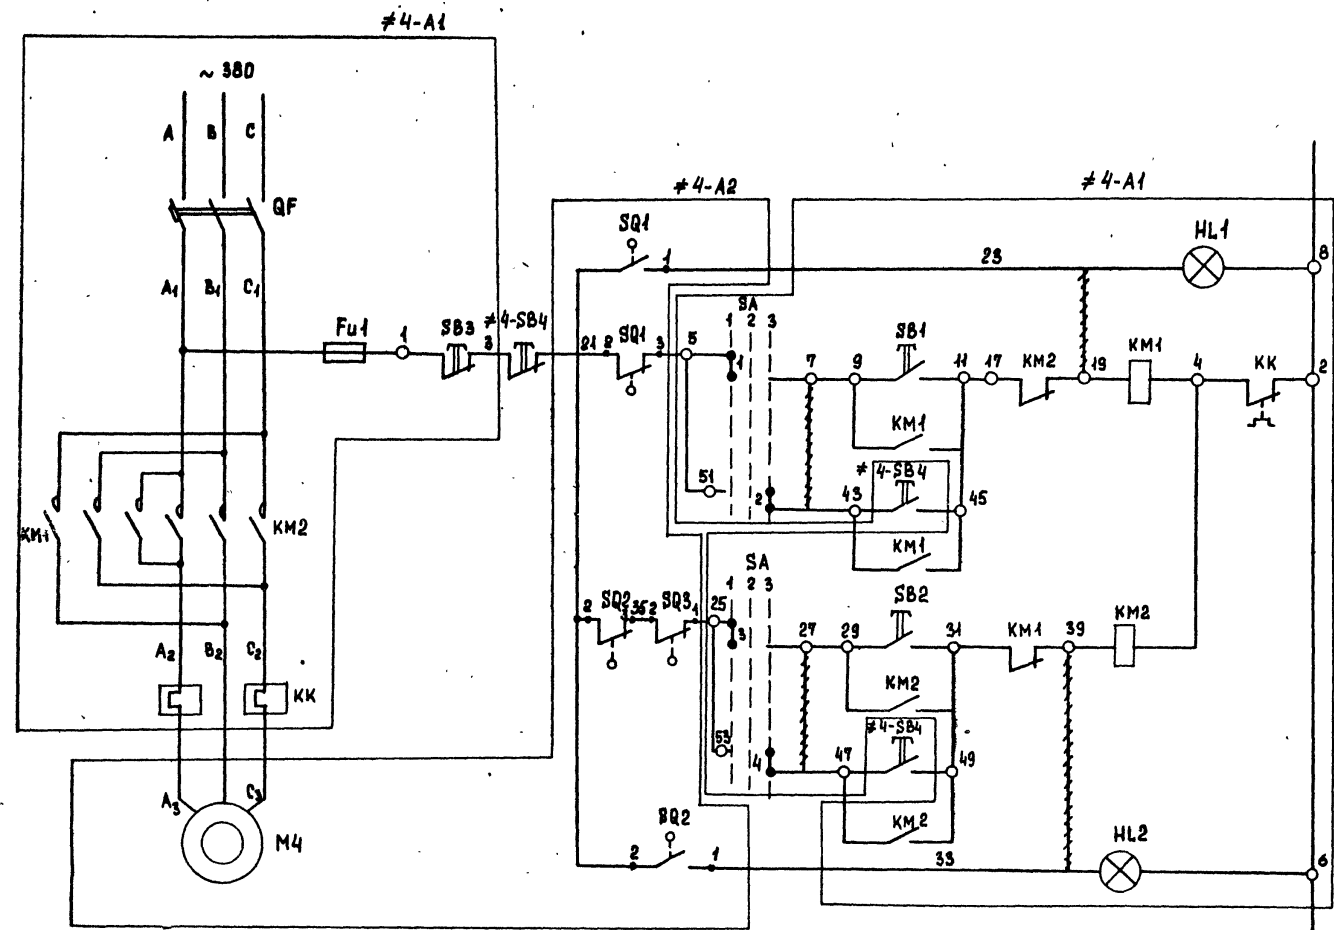 ≠4-A1
~ 380
A B C
QF
A1 B1 C1
Fu1
1
SB3
3
≠4-SB4
KM1
KM2
A2 B2 C2
KK
A3 C3
M4
≠4-A2
≠4-A1
SQ1
1
23
HL1
8
21 2
SQ1
3
5
SA
1 2 3
1
7
9
SB1
11
17
KM2
19
KM1
4
KK
2
KM1
51
≠4-SB4
2
43
45
KM1
SA
1 2 3
2
SQ2
35
2
SQ3
1
25
3
27
29
SB2
31
KM1
39
KM2
KM2
53
≠4-SB4
4
47
49
KM2
SQ2
2
1
33
HL2
6